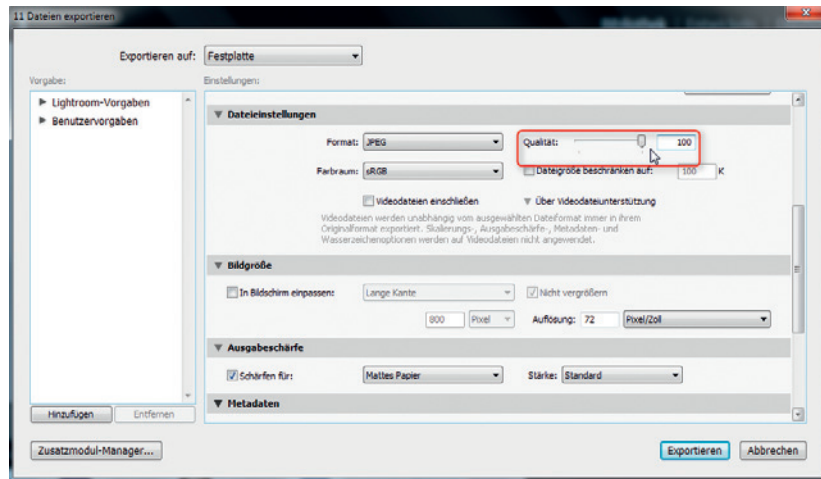 11 Dateien exportieren
Exportieren auf: Festplatte
Vorgabe: Einstellungen:
Lightroom-Vorgaben
Benutzervorgaben
Dateieinstellungen
Format: JPEG Qualität: 100
Farbraum: sRGB Dateigröße beschränken auf: 100 K
Videodateien einschließen Über Videodateiunterstützung
Videodateien werden unabhängig vom ausgewählten Dateiformat immer in ihrem
Originalformat exportiert. Skalierungs-, Ausgabeschärfe-, Metadaten- und
Wasserzeichenoptionen werden auf Videodateien nicht angewendet.
Bildgröße
In Bildschirm einpassen: Lange Kante Nicht vergrößern
800 Pixel Auflösung: 72 Pixel/Zoll
Ausgabeschärfe
Schärfen für: Mattes Papier Stärke: Standard
Metadaten
Hinzufügen Entfernen
Zusatzmodul-Manager... Exportieren Abbrechen